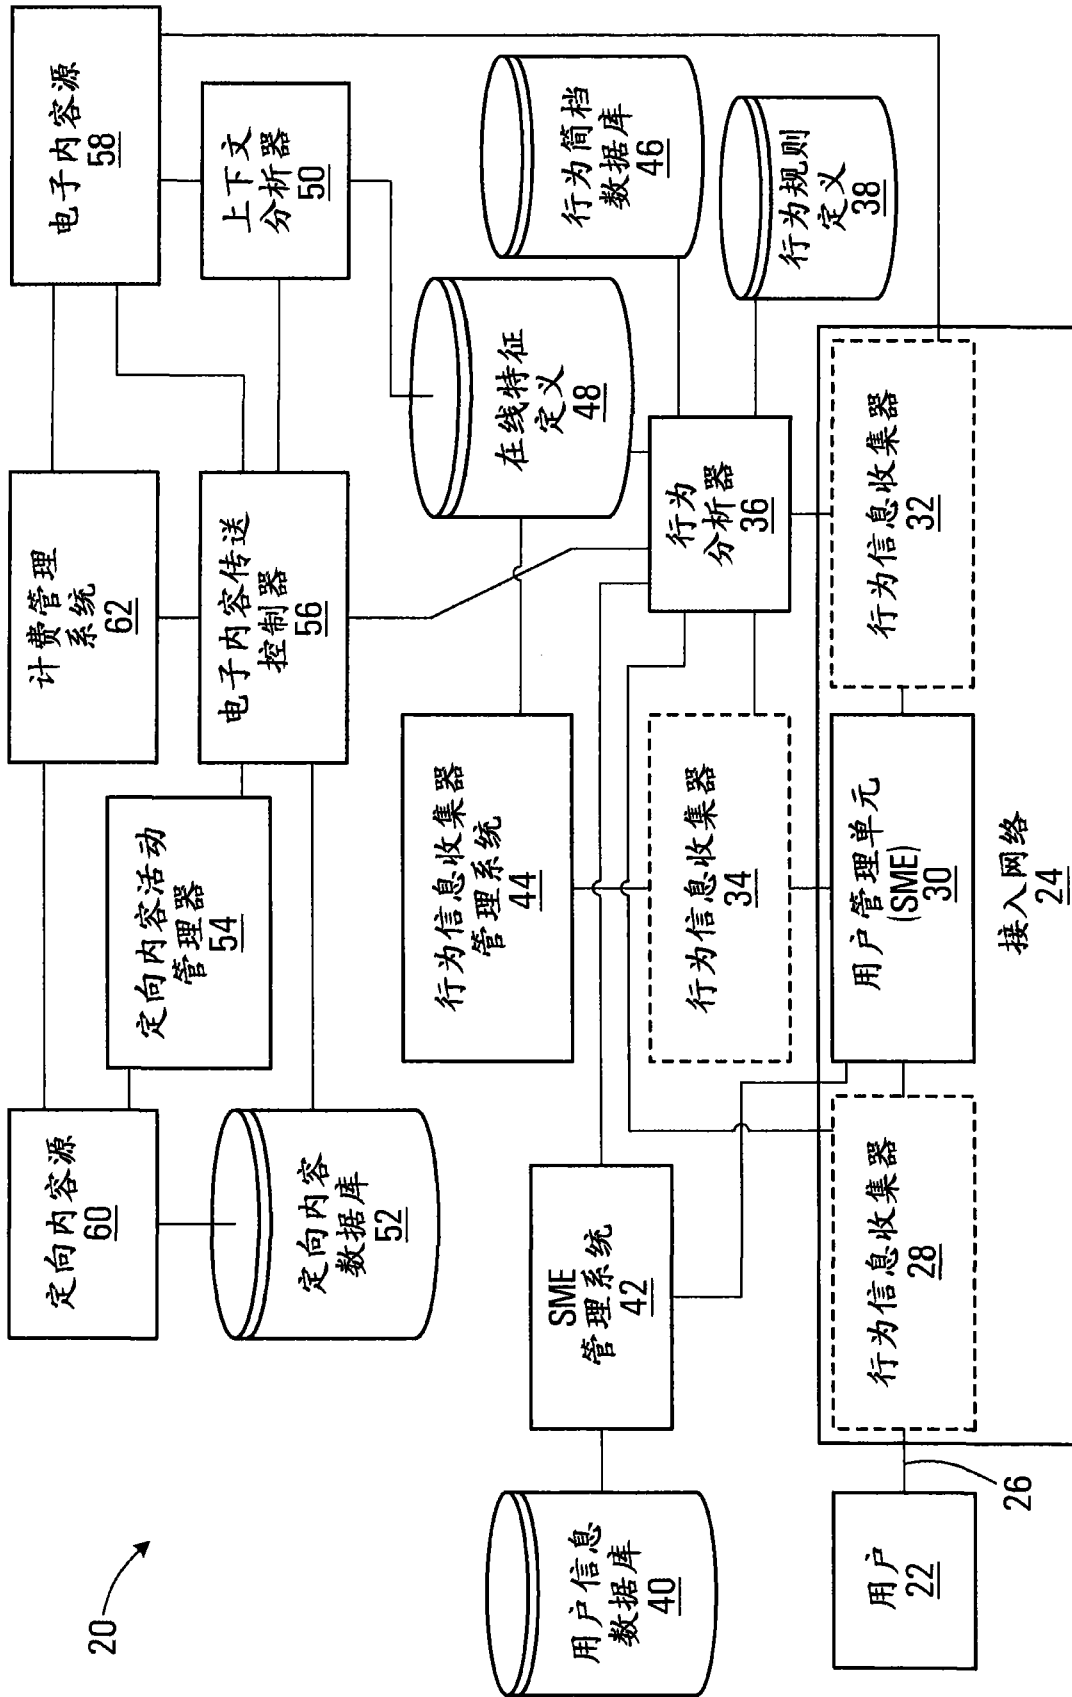 20
定向内容源
60
计费管理
系统
62
电子内容源
58
定向内容活动
管理器
54
定向内容
数据库
52
电子内容传送
控制器
56
上下文
分析器
50
用户信息
数据库
40
SME
管理系统
42
行为信息收集器
管理系统
44
在线特征
定义
48
行为简档
数据库
46
行为信息收集器
34
行为
分析器
36
行为规则
定义
38
用户
22
26
行为信息收集器
28
用户管理单元
(SME)
30
行为信息收集器
32
接入网络
24